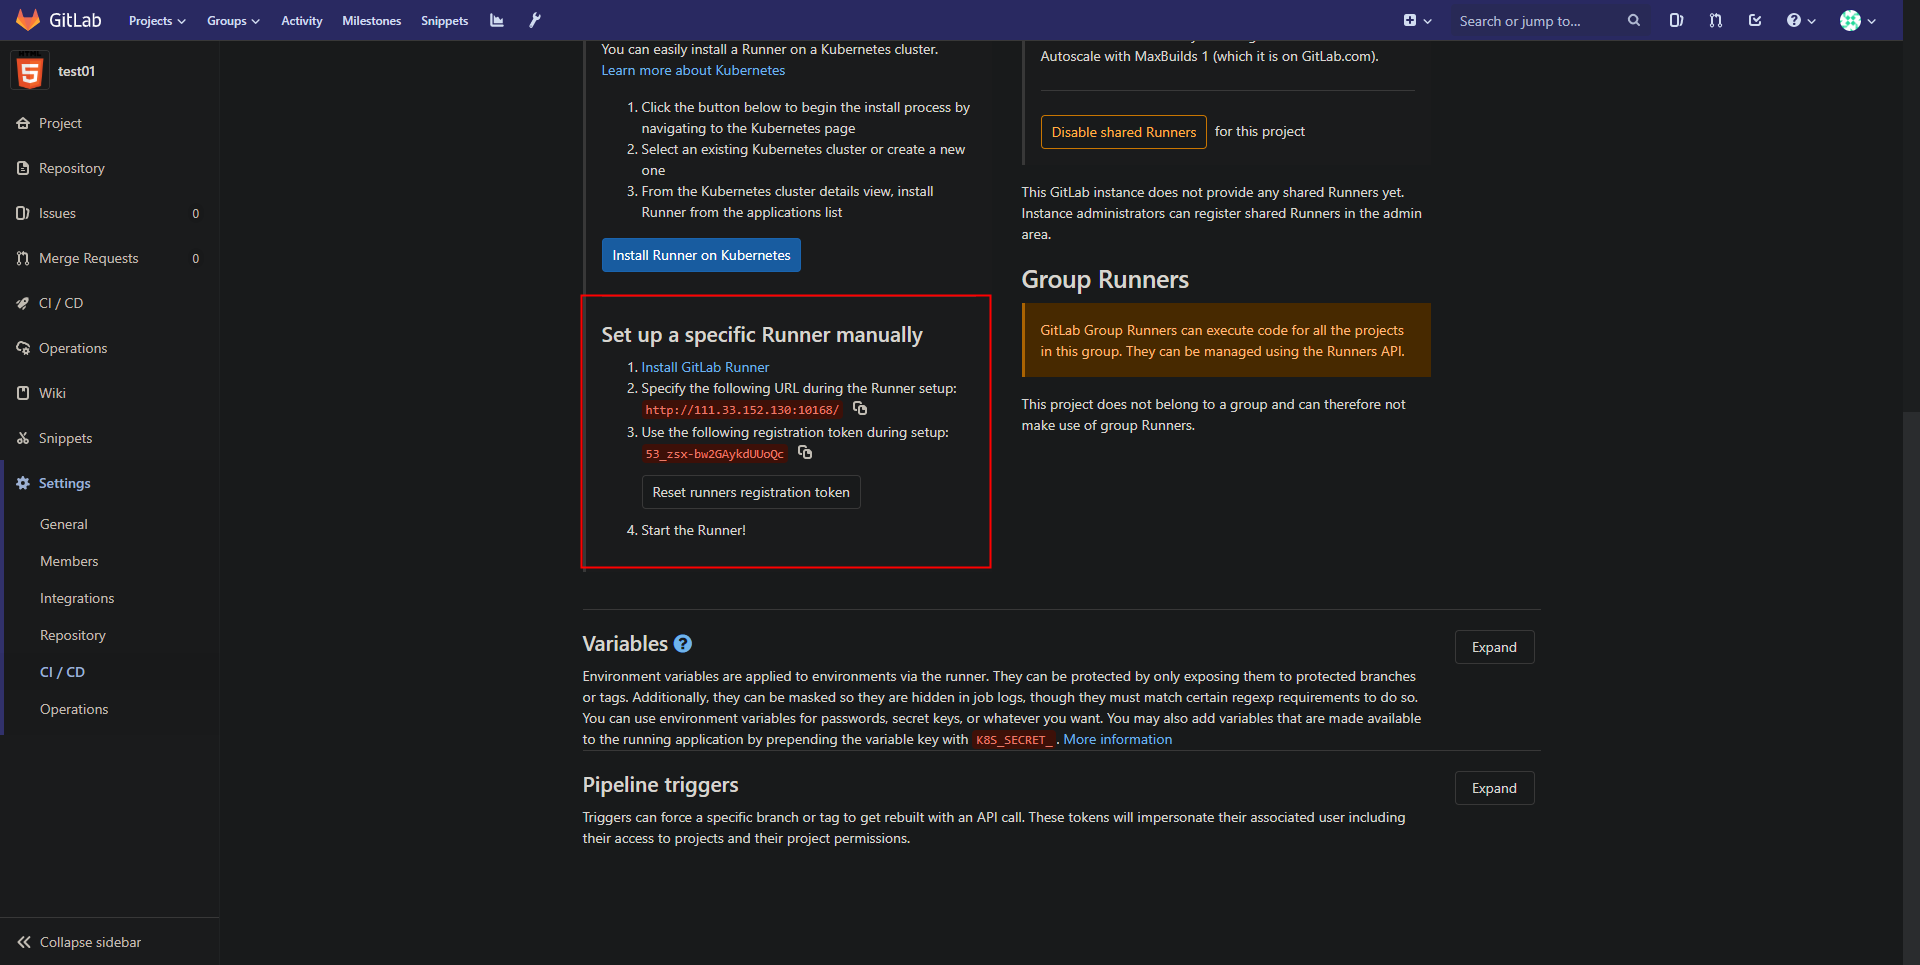 GitLab Projects Groups Activity Milestones Snippets Search or jump to...
test01
Project
Repository
Issues 0
Merge Requests 0
CI / CD
Operations
Wiki
Snippets
Settings
General
Members
Integrations
Repository
CI / CD
Operations
Collapse sidebar
You can easily install a Runner on a Kubernetes cluster.
Learn more about Kubernetes
1. Click the button below to begin the install process by
navigating to the Kubernetes page
2. Select an existing Kubernetes cluster or create a new
one
3. From the Kubernetes cluster details view, install
Runner from the applications list
Install Runner on Kubernetes
Set up a specific Runner manually
1. Install GitLab Runner
2. Specify the following URL during the Runner setup:
http://111.33.152.130:10168/
3. Use the following registration token during setup:
53_zsx-bw2GAykdUUoQc
Reset runners registration token
4. Start the Runner!
Autoscale with MaxBuilds 1 (which it is on GitLab.com).
Disable shared Runners for this project
This GitLab instance does not provide any shared Runners yet.
Instance administrators can register shared Runners in the admin
area.
Group Runners
GitLab Group Runners can execute code for all the projects
in this group. They can be managed using the Runners API.
This project does not belong to a group and can therefore not
make use of group Runners.
Variables
Expand
Environment variables are applied to environments via the runner. They can be protected by only exposing them to protected branches
or tags. Additionally, they can be masked so they are hidden in job logs, though they must match certain regexp requirements to do so.
You can use environment variables for passwords, secret keys, or whatever you want. You may also add variables that are made available
to the running application by prepending the variable key with K8S_SECRET_. More information
Pipeline triggers
Expand
Triggers can force a specific branch or tag to get rebuilt with an API call. These tokens will impersonate their associated user including
their access to projects and their project permissions.